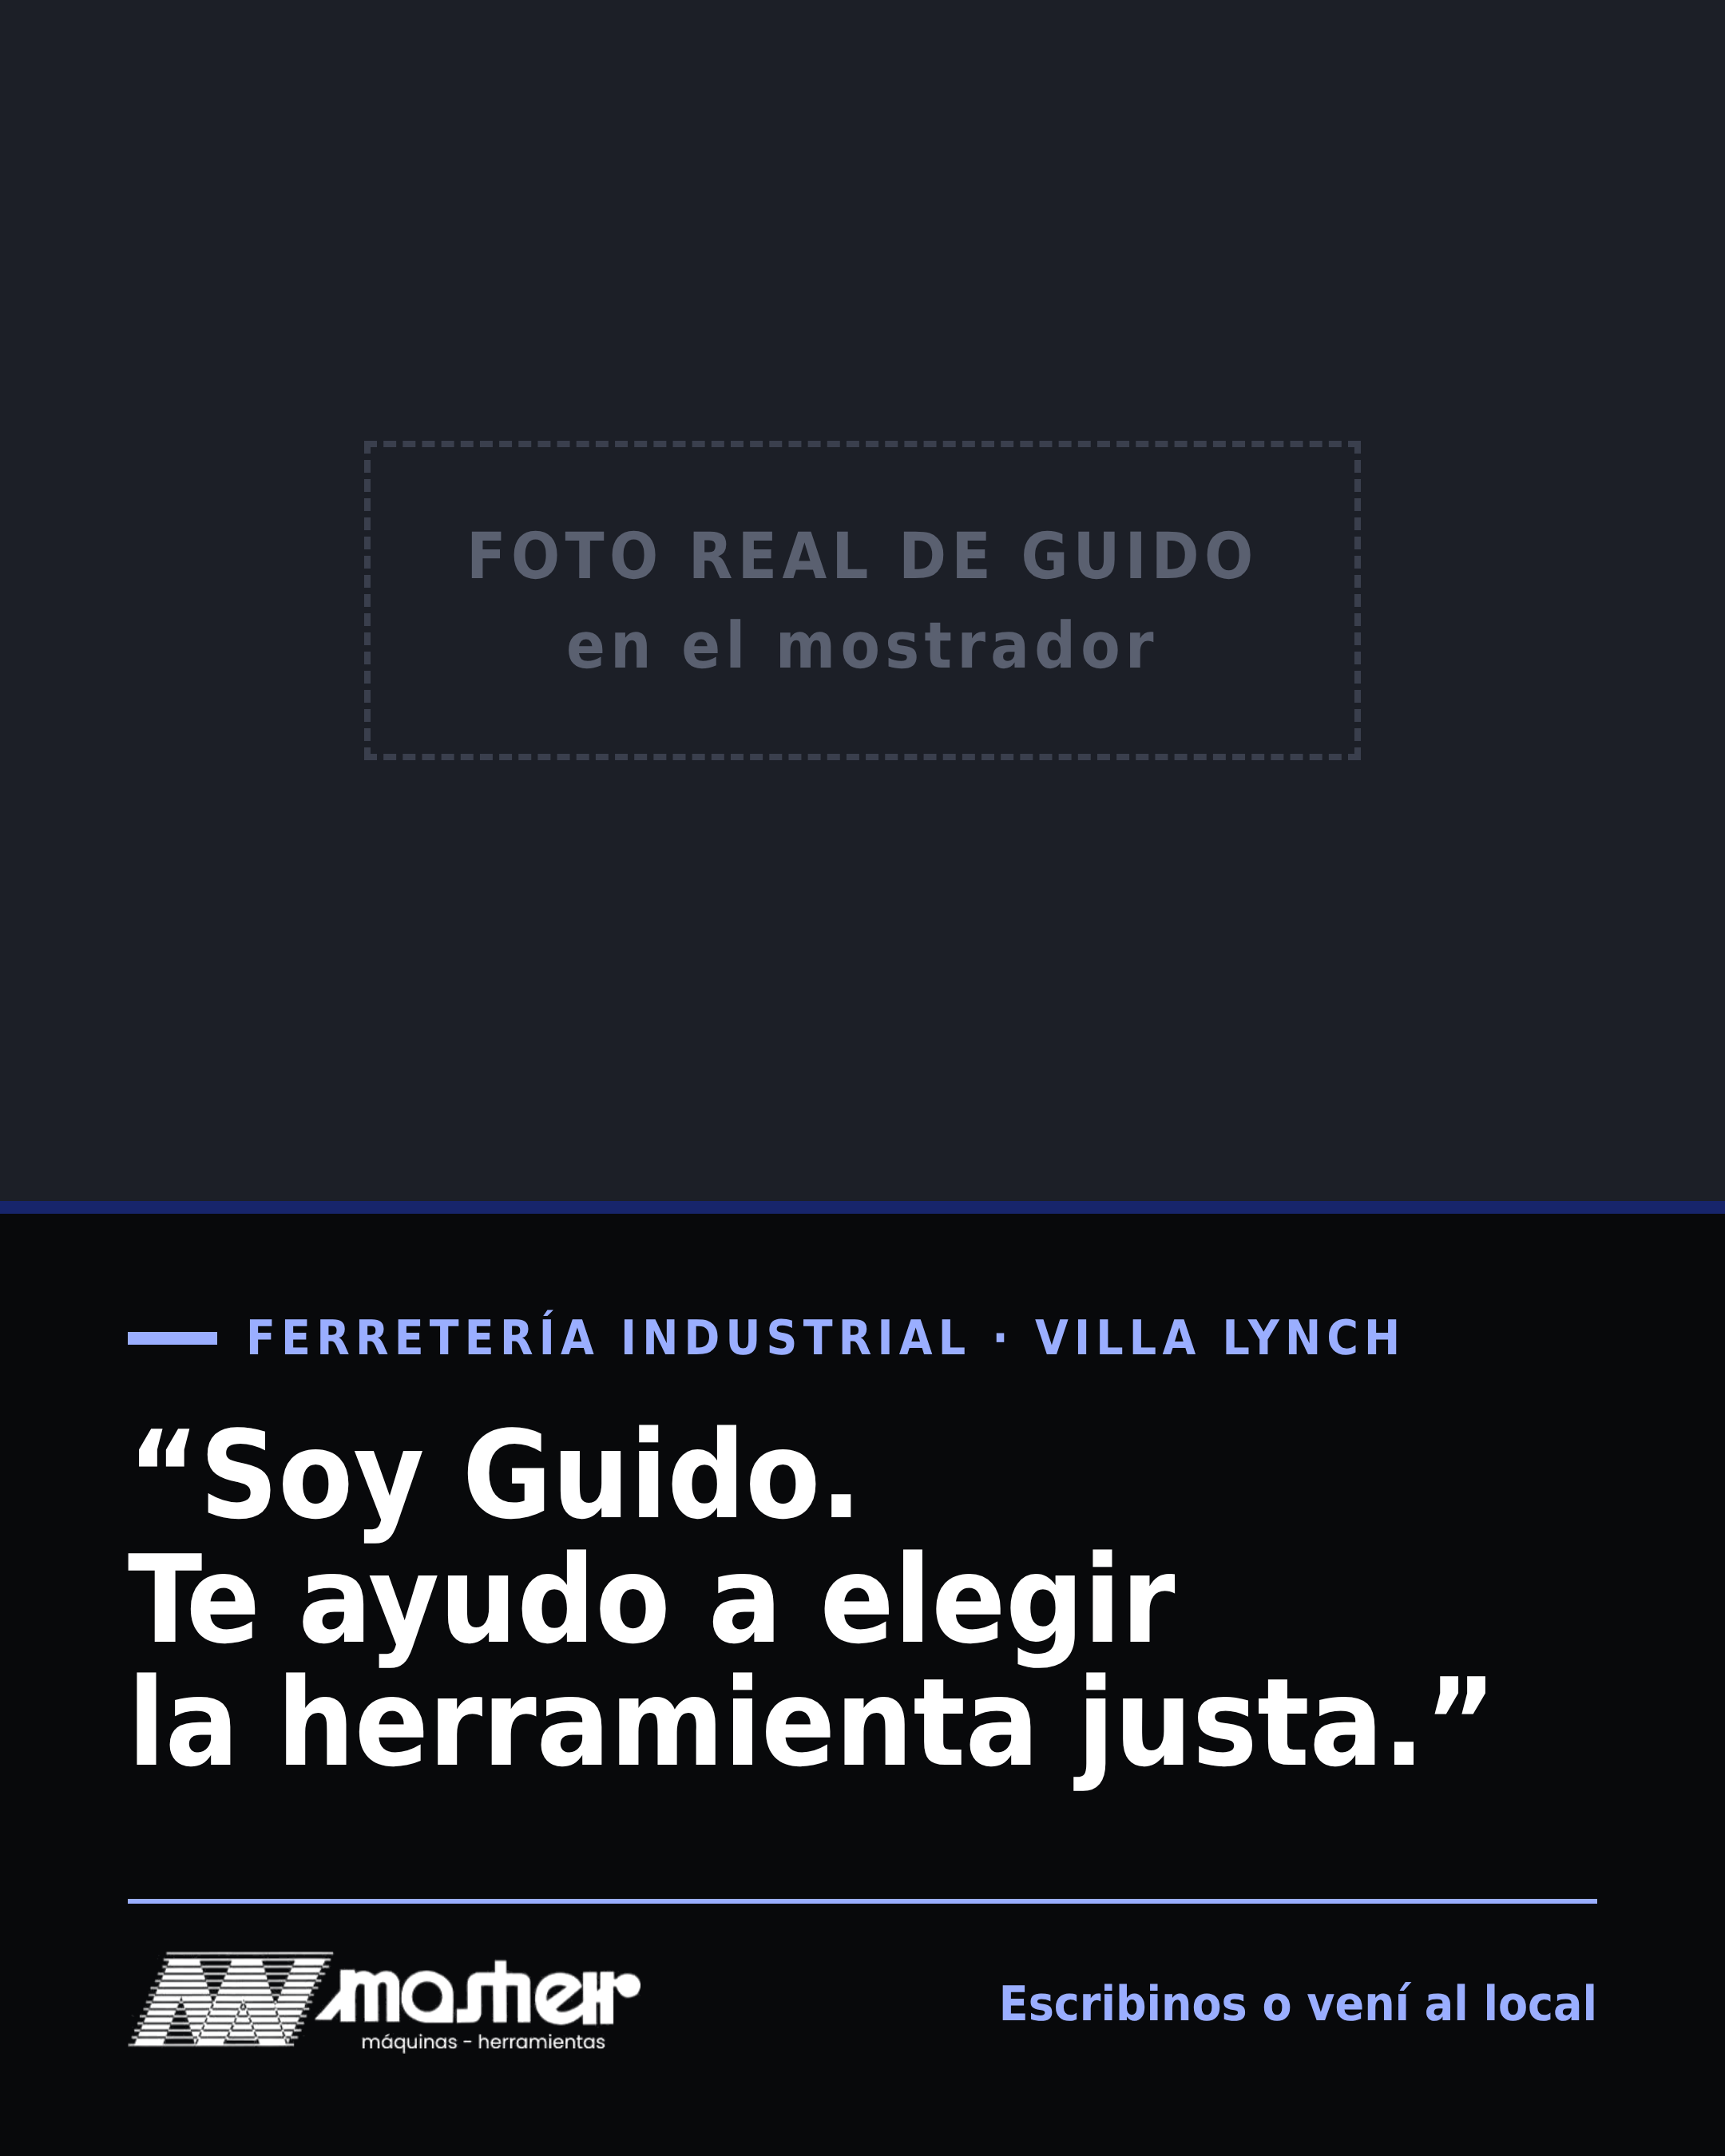 FOTO REAL DE GUIDO
en el mostrador
FERRETERÍA INDUSTRIAL · VILLA LYNCH
“Soy Guido.
Te ayudo a elegir
la herramienta justa.”
master
máquinas - herramientas
Escribinos o vení al local